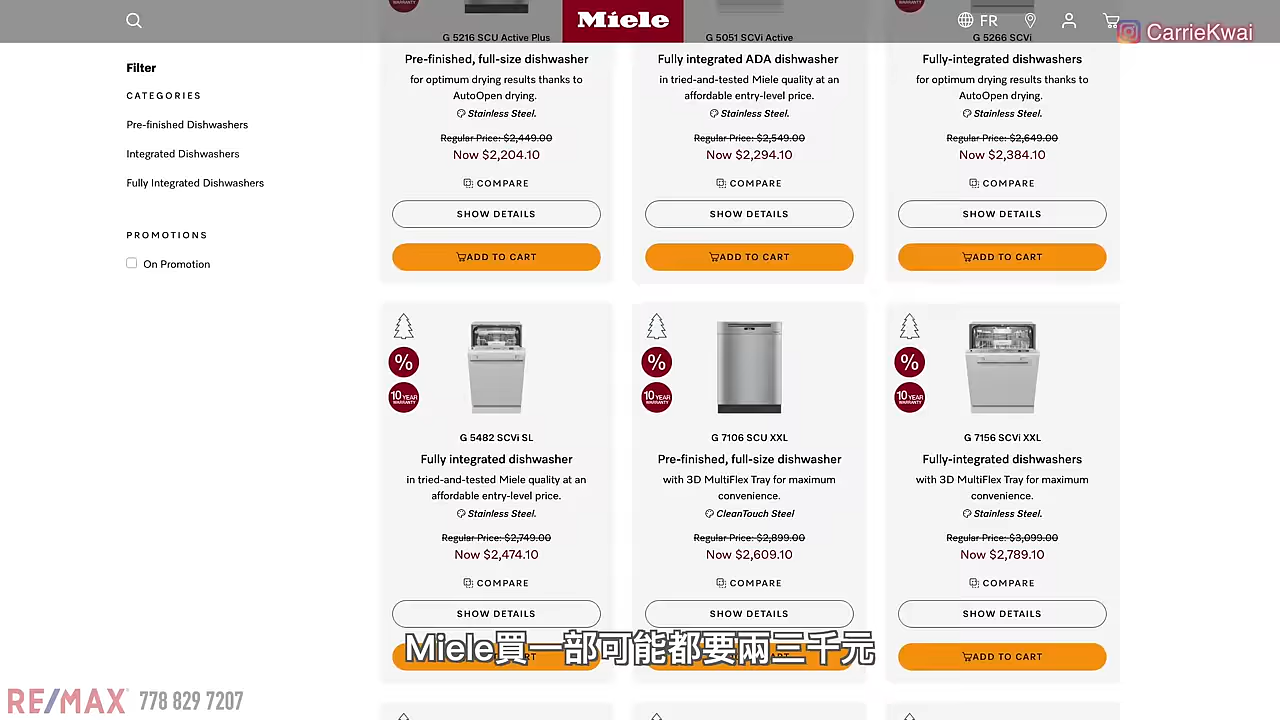 Miele
FR
CarrieKwai
Filter
CATEGORIES
Pre-finished Dishwashers
Integrated Dishwashers
Fully Integrated Dishwashers
PROMOTIONS
On Promotion
G 5216 SCU Active Plus
Pre-finished, full-size dishwasher
for optimum drying results thanks to
AutoOpen drying.
Stainless Steel.
Regular Price: $2,449.00
Now $2,204.10
COMPARE
SHOW DETAILS
ADD TO CART
G 5051 SCVi Active
Fully integrated ADA dishwasher
in tried-and-tested Miele quality at an
affordable entry-level price.
Stainless Steel.
Regular Price: $2,549.00
Now $2,294.10
COMPARE
SHOW DETAILS
ADD TO CART
G 5266 SCVi
Fully-integrated dishwashers
for optimum drying results thanks to
AutoOpen drying.
Stainless Steel.
Regular Price: $2,649.00
Now $2,384.10
COMPARE
SHOW DETAILS
ADD TO CART
%
10 YEAR
WARRANTY
G 5482 SCVi SL
Fully integrated dishwasher
in tried-and-tested Miele quality at an
affordable entry-level price.
Stainless Steel.
Regular Price: $2,749.00
Now $2,474.10
COMPARE
SHOW DETAILS
%
10 YEAR
WARRANTY
G 7106 SCU XXL
Pre-finished, full-size dishwasher
with 3D MultiFlex Tray for maximum
convenience.
CleanTouch Steel
Regular Price: $2,899.00
Now $2,609.10
COMPARE
SHOW DETAILS
%
10 YEAR
WARRANTY
G 7156 SCVi XXL
Fully-integrated dishwashers
with 3D MultiFlex Tray for maximum
convenience.
Stainless Steel.
Regular Price: $3,099.00
Now $2,789.10
COMPARE
SHOW DETAILS
ADD TO CART
Miele買一部可能都要兩三千元
RE/MAX 778 829 7207